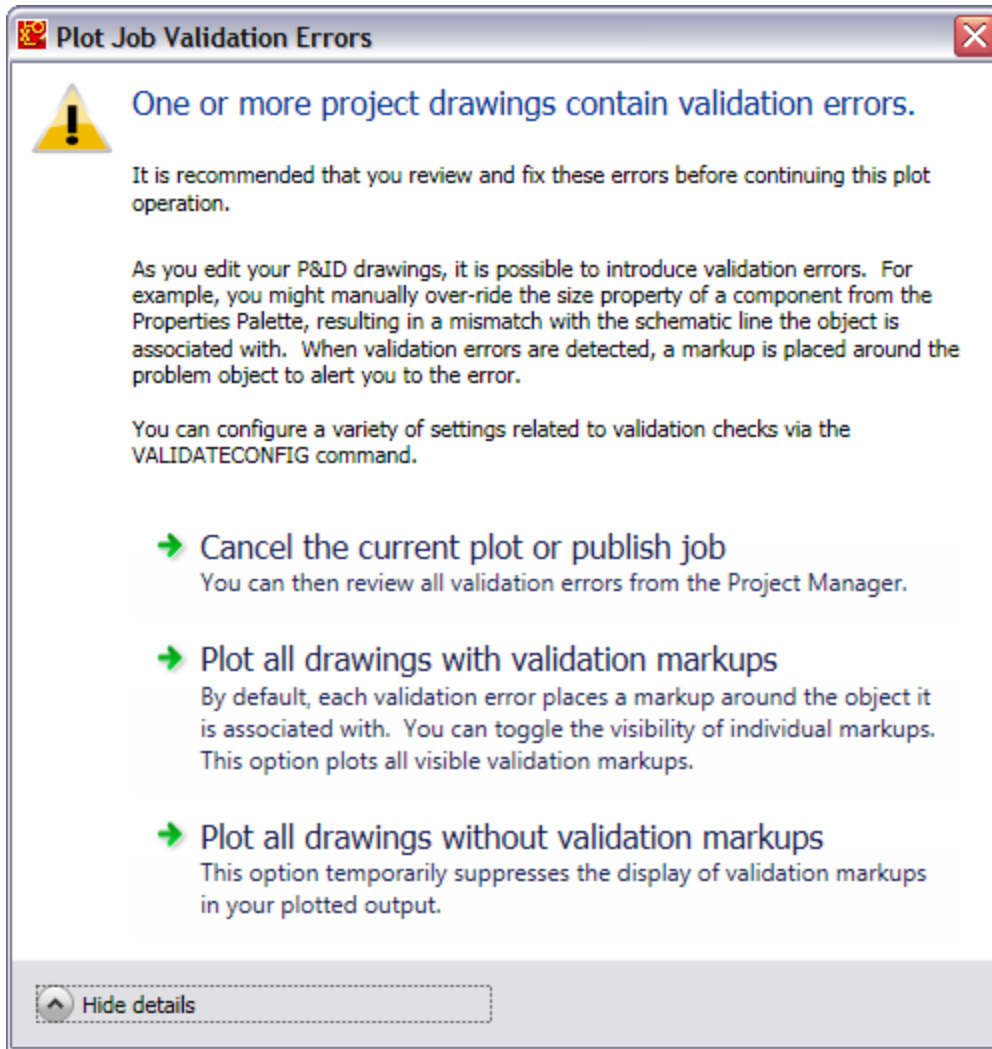 Plot Job Validation Errors
One or more project drawings contain validation errors.
It is recommended that you review and fix these errors before continuing this plot
operation.
As you edit your P&ID drawings, it is possible to introduce validation errors.  For
example, you might manually over-ride the size property of a component from the
Properties Palette, resulting in a mismatch with the schematic line the object is
associated with.  When validation errors are detected, a markup is placed around the
problem object to alert you to the error.
You can configure a variety of settings related to validation checks via the
VALIDATECONFIG command.
Cancel the current plot or publish job
You can then review all validation errors from the Project Manager.
Plot all drawings with validation markups
By default, each validation error places a markup around the object it
is associated with.  You can toggle the visibility of individual markups.
This option plots all visible validation markups.
Plot all drawings without validation markups
This option temporarily suppresses the display of validation markups
in your plotted output.
Hide details